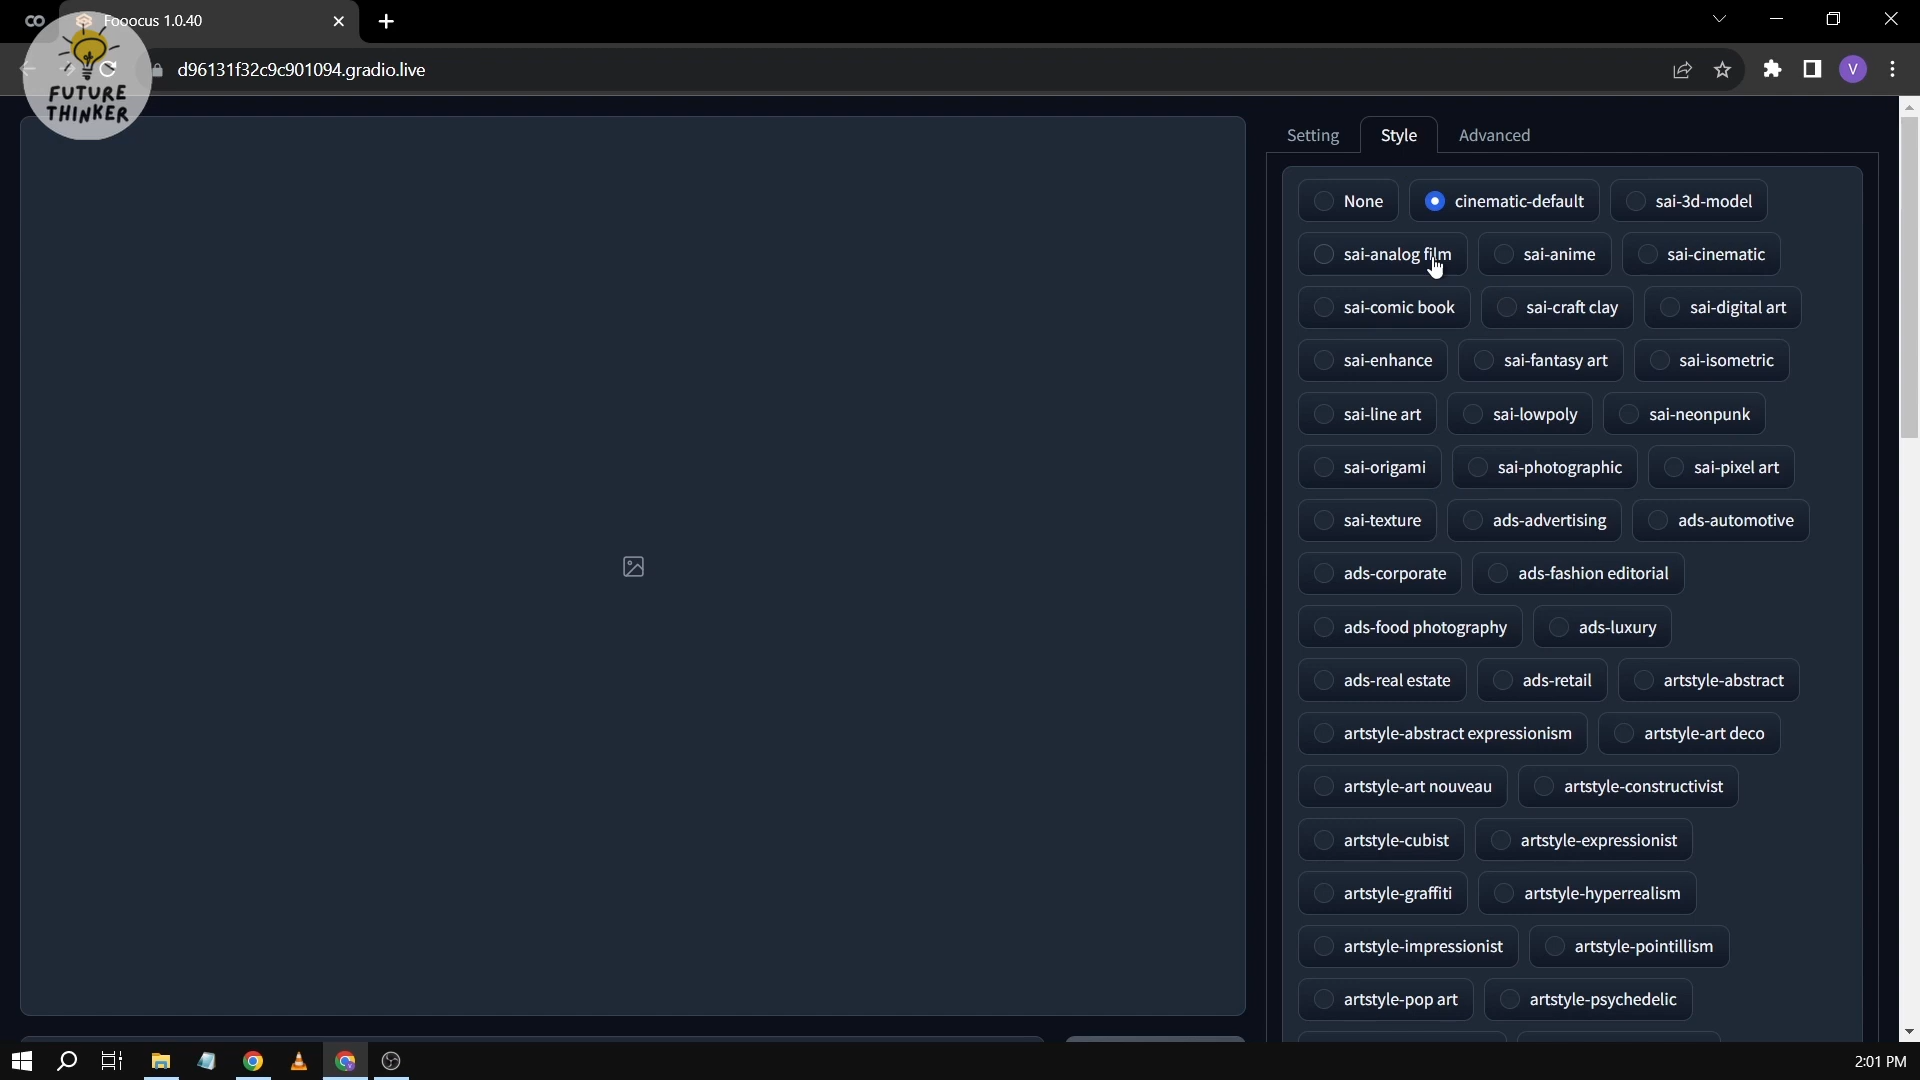 Fooocus 1.0.40
d96131f32c9c901094.gradio.live
V
FUTURE
THINKER
Setting Style Advanced
None cinematic-default sai-3d-model
sai-analog film sai-anime sai-cinematic
sai-comic book sai-craft clay sai-digital art
sai-enhance sai-fantasy art sai-isometric
sai-line art sai-lowpoly sai-neonpunk
sai-origami sai-photographic sai-pixel art
sai-texture ads-advertising ads-automotive
ads-corporate ads-fashion editorial
ads-food photography ads-luxury
ads-real estate ads-retail artstyle-abstract
artstyle-abstract expressionism artstyle-art deco
artstyle-art nouveau artstyle-constructivist
artstyle-cubist artstyle-expressionist
artstyle-graffiti artstyle-hyperrealism
artstyle-impressionist artstyle-pointillism
artstyle-pop art artstyle-psychedelic
2:01 PM